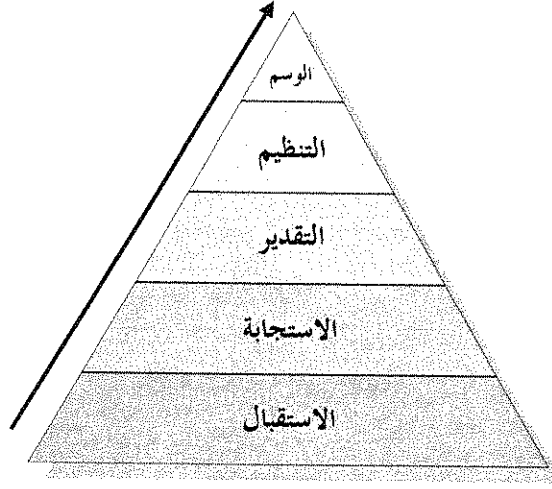 الوسم
التنظيم
التقدير
الاستجابة
الاستقبال